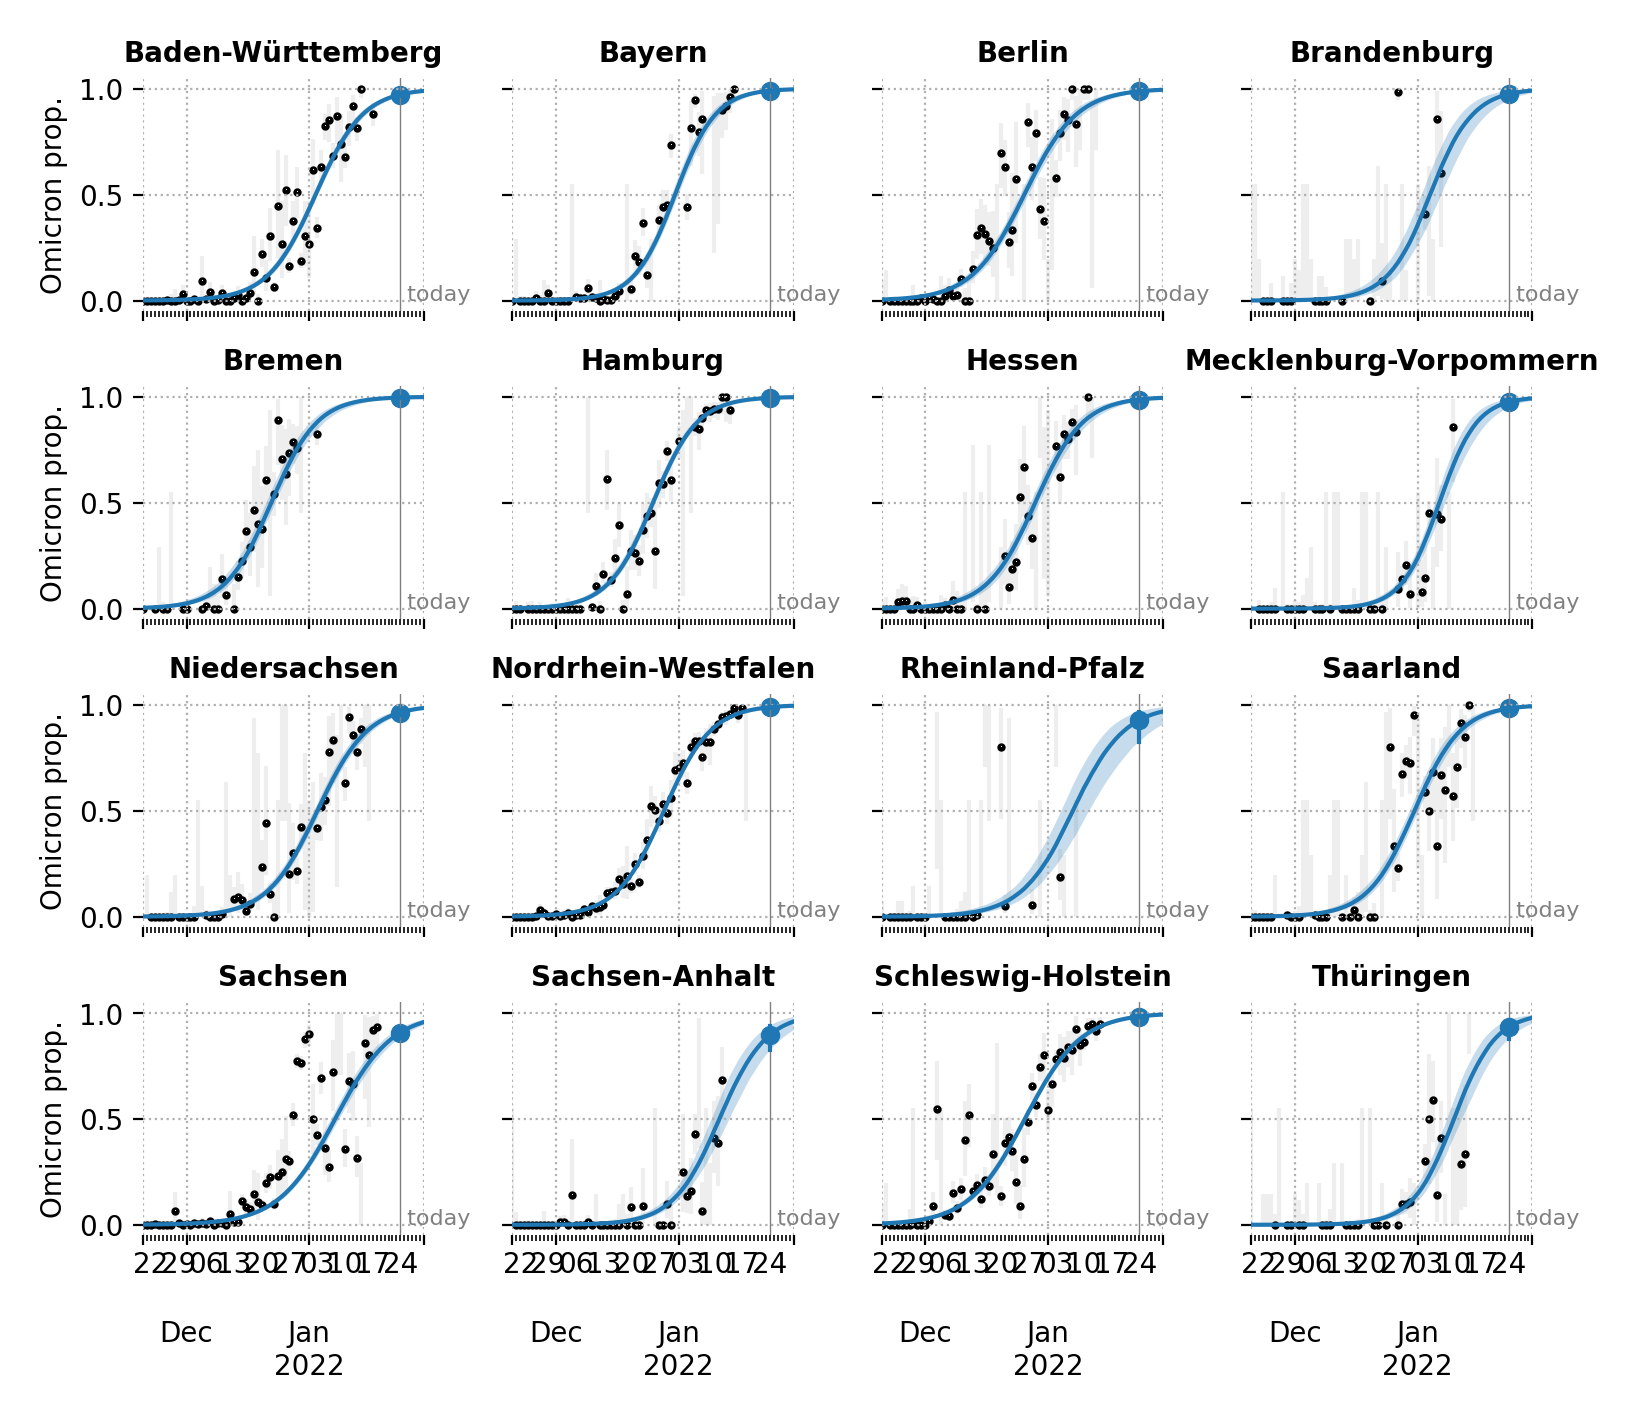 Baden-Württemberg Bayern Berlin Brandenburg
Omicron prop.
1.0
0.5
0.0
today today today today
Bremen Hamburg Hessen Mecklenburg-Vorpommern
Omicron prop.
1.0
0.5
0.0
today today today today
Niedersachsen Nordrhein-Westfalen Rheinland-Pfalz Saarland
Omicron prop.
1.0
0.5
0.0
today today today today
Sachsen Sachsen-Anhalt Schleswig-Holstein Thüringen
Omicron prop.
1.0
0.5
0.0
today today today today
22 29 06 13 20 27 03 10 17 24 22 29 06 13 20 27 03 10 17 24 22 29 06 13 20 27 03 10 17 24 22 29 06 13 20 27 03 10 17 24
Dec Jan Dec Jan Dec Jan Dec Jan
2022 2022 2022 2022